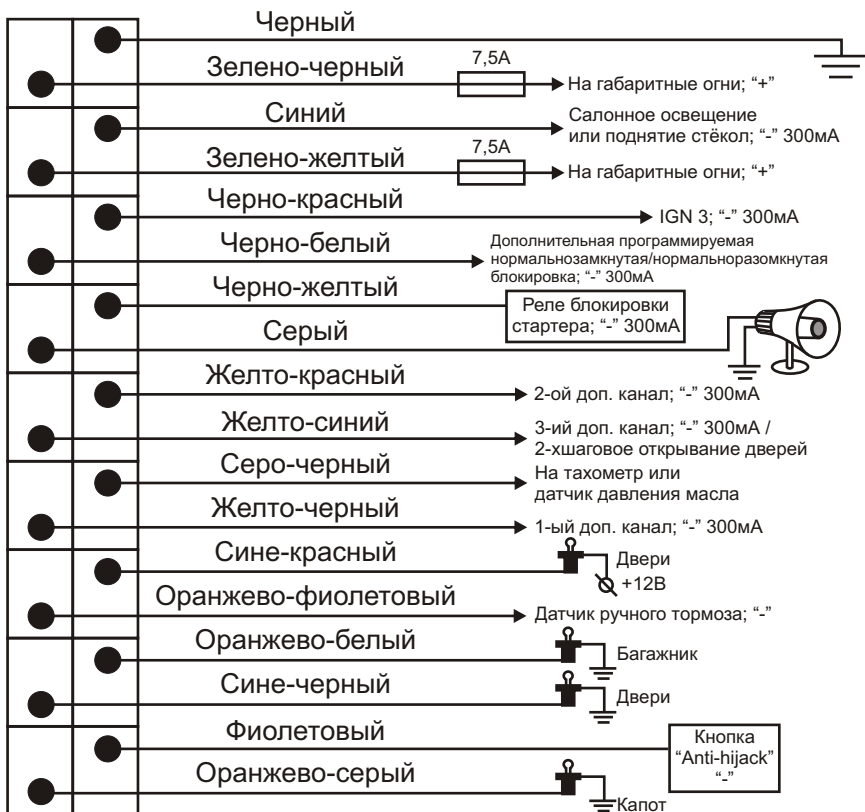 Черный
Зелено-черный
7,5А
На габаритные огни; “+”
Синий
Салонное освещение
или поднятие стёкол; “-” 300мА
Зелено-желтый
7,5А
На габаритные огни; “+”
Черно-красный
IGN 3; “-” 300мА
Черно-белый
Дополнительная программируемая
нормальнозамкнутая/нормальноразомкнутая
блокировка; “-” 300мА
Черно-желтый
Реле блокировки
стартера; “-” 300мА
Серый
Желто-красный
2-ой доп. канал; “-” 300мА
Желто-синий
3-ий доп. канал; “-” 300мА /
2-хшаговое открывание дверей
Серо-черный
На тахометр или
датчик давления масла
Желто-черный
1-ый доп. канал; “-” 300мА
Сине-красный
Двери
+12В
Оранжево-фиолетовый
Датчик ручного тормоза; “-”
Оранжево-белый
Багажник
Сине-черный
Двери
Фиолетовый
Кнопка
“Anti-hijack”
“-”
Оранжево-серый
Капот